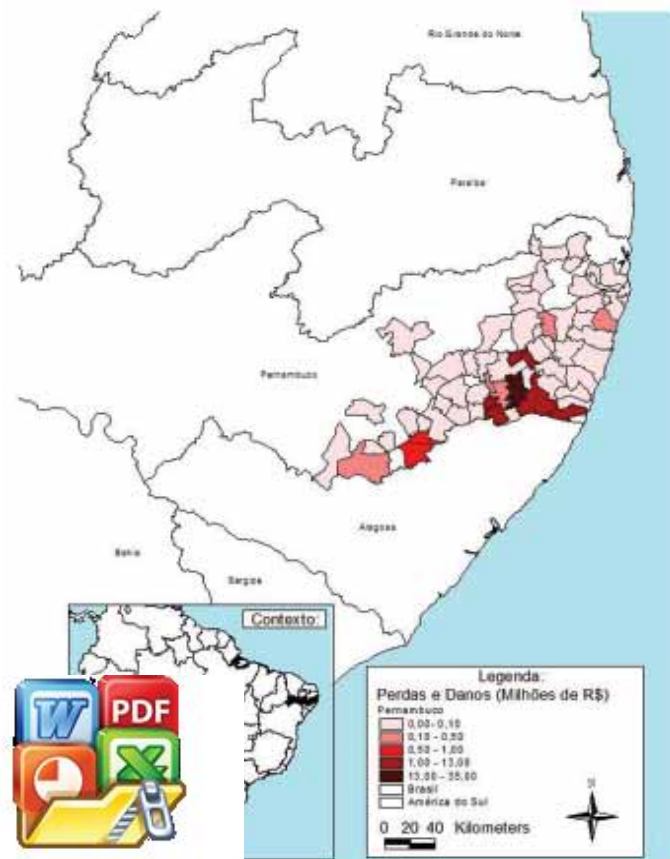 Rio Grande do Norte
Paraíba
Pernambuco
Alagoas
Bahia
Sergipe
Contexto:
Legenda:
Perdas e Danos (Milhões de R$)
Pernambuco
0,00 - 0,10
0,10 - 0,50
0,50 - 1,00
1,00 - 13,00
13,00 - 35,00
Brasil
América do Sul
0 20 40 Kilometers
W
PDF
X